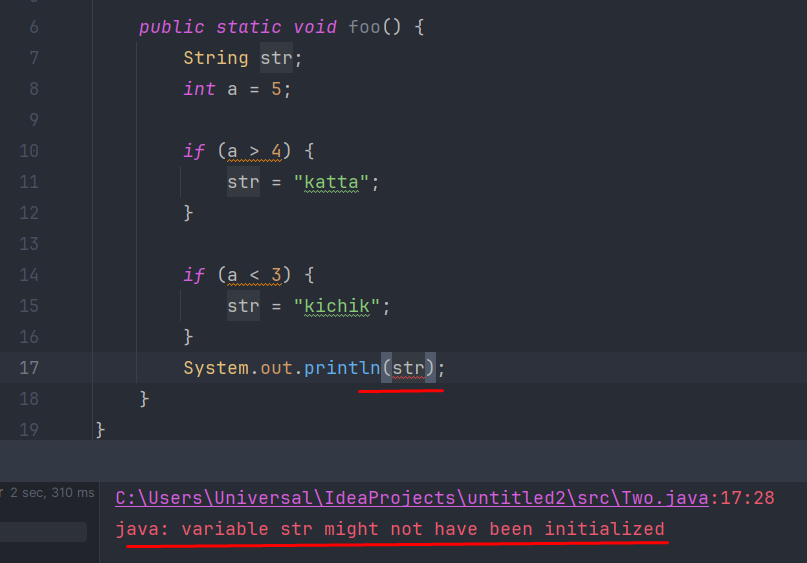 6 public static void foo() {
7 String str;
8 int a = 5;
9
10 if (a > 4) {
11 str = "katta";
12 }
13
14 if (a < 3) {
15 str = "kichik";
16 }
17 System.out.println(str);
18 }
19 }
2 sec, 310 ms
C:\Users\Universal\IdeaProjects\untitled2\src\Two.java:17:28
java: variable str might not have been initialized